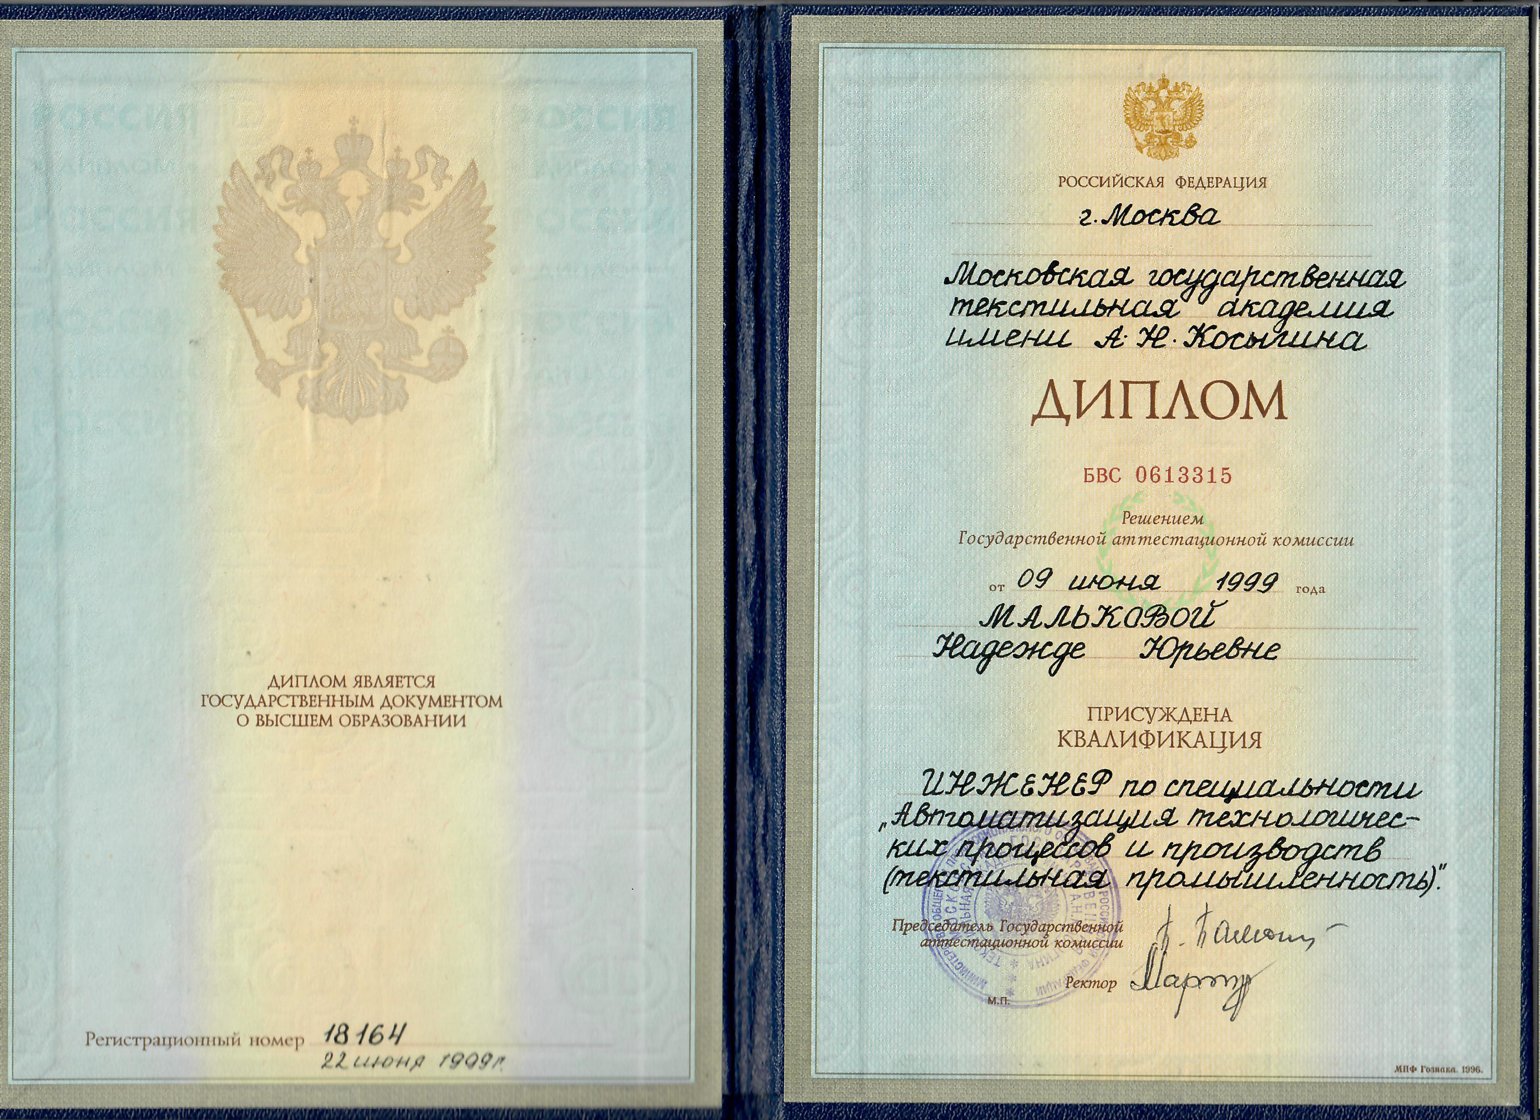 ДИПЛОМ ЯВЛЯЕТСЯ
ГОСУДАРСТВЕННЫМ ДОКУМЕНТОМ
О ВЫСШЕМ ОБРАЗОВАНИИ
Регистрационный номер 18164
22 июня 1999г.
РОССИЙСКАЯ ФЕДЕРАЦИЯ
г. Москва
Московская государственная
текстильная академия
имени А. Н. Косыгина
ДИПЛОМ
БВС 0613315
Решением
Государственной аттестационной комиссии
от 09 июня 1999 года
МАЛЬКОВОЙ
Надежде Юрьевне
ПРИСУЖДЕНА
КВАЛИФИКАЦИЯ
ИНЖЕНЕР по специальности
„Автоматизация технологичес-
ких процессов и производств
(текстильная промышленность)".
Председатель Государственной
аттестационной комиссии
Ректор
М.П.
МПФ Гознака. 1996.